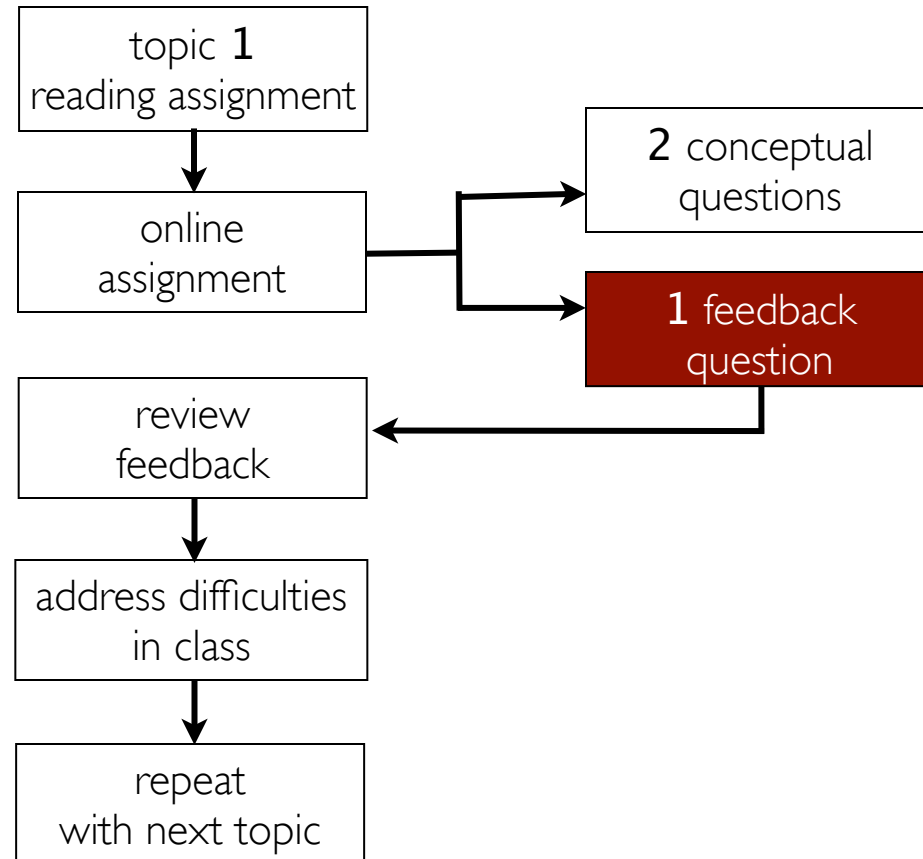 topic 1
reading assignment
online
assignment
2 conceptual
questions
1 feedback
question
review
feedback
address difficulties
in class
repeat
with next topic